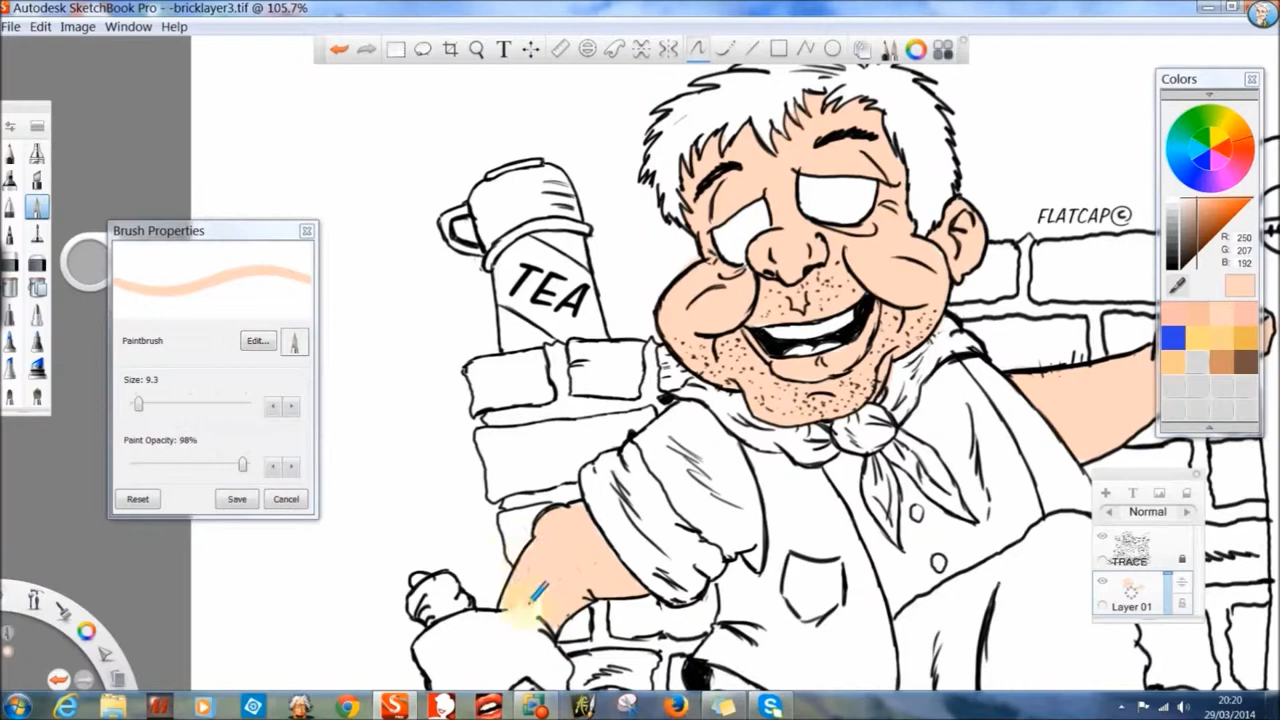 Autodesk SketchBook Pro - -bricklayer3.tif @ 105.7%
File Edit Image Window Help
T
Colors
FLATCAP©
Brush Properties
R: 250
G: 207
B: 192
TEA
Paintbrush
Edit...
Size: 9.3
Paint Opacity: 98%
Reset Save Cancel
T
Normal
TRACE
Layer 01
20:20
29/03/2014